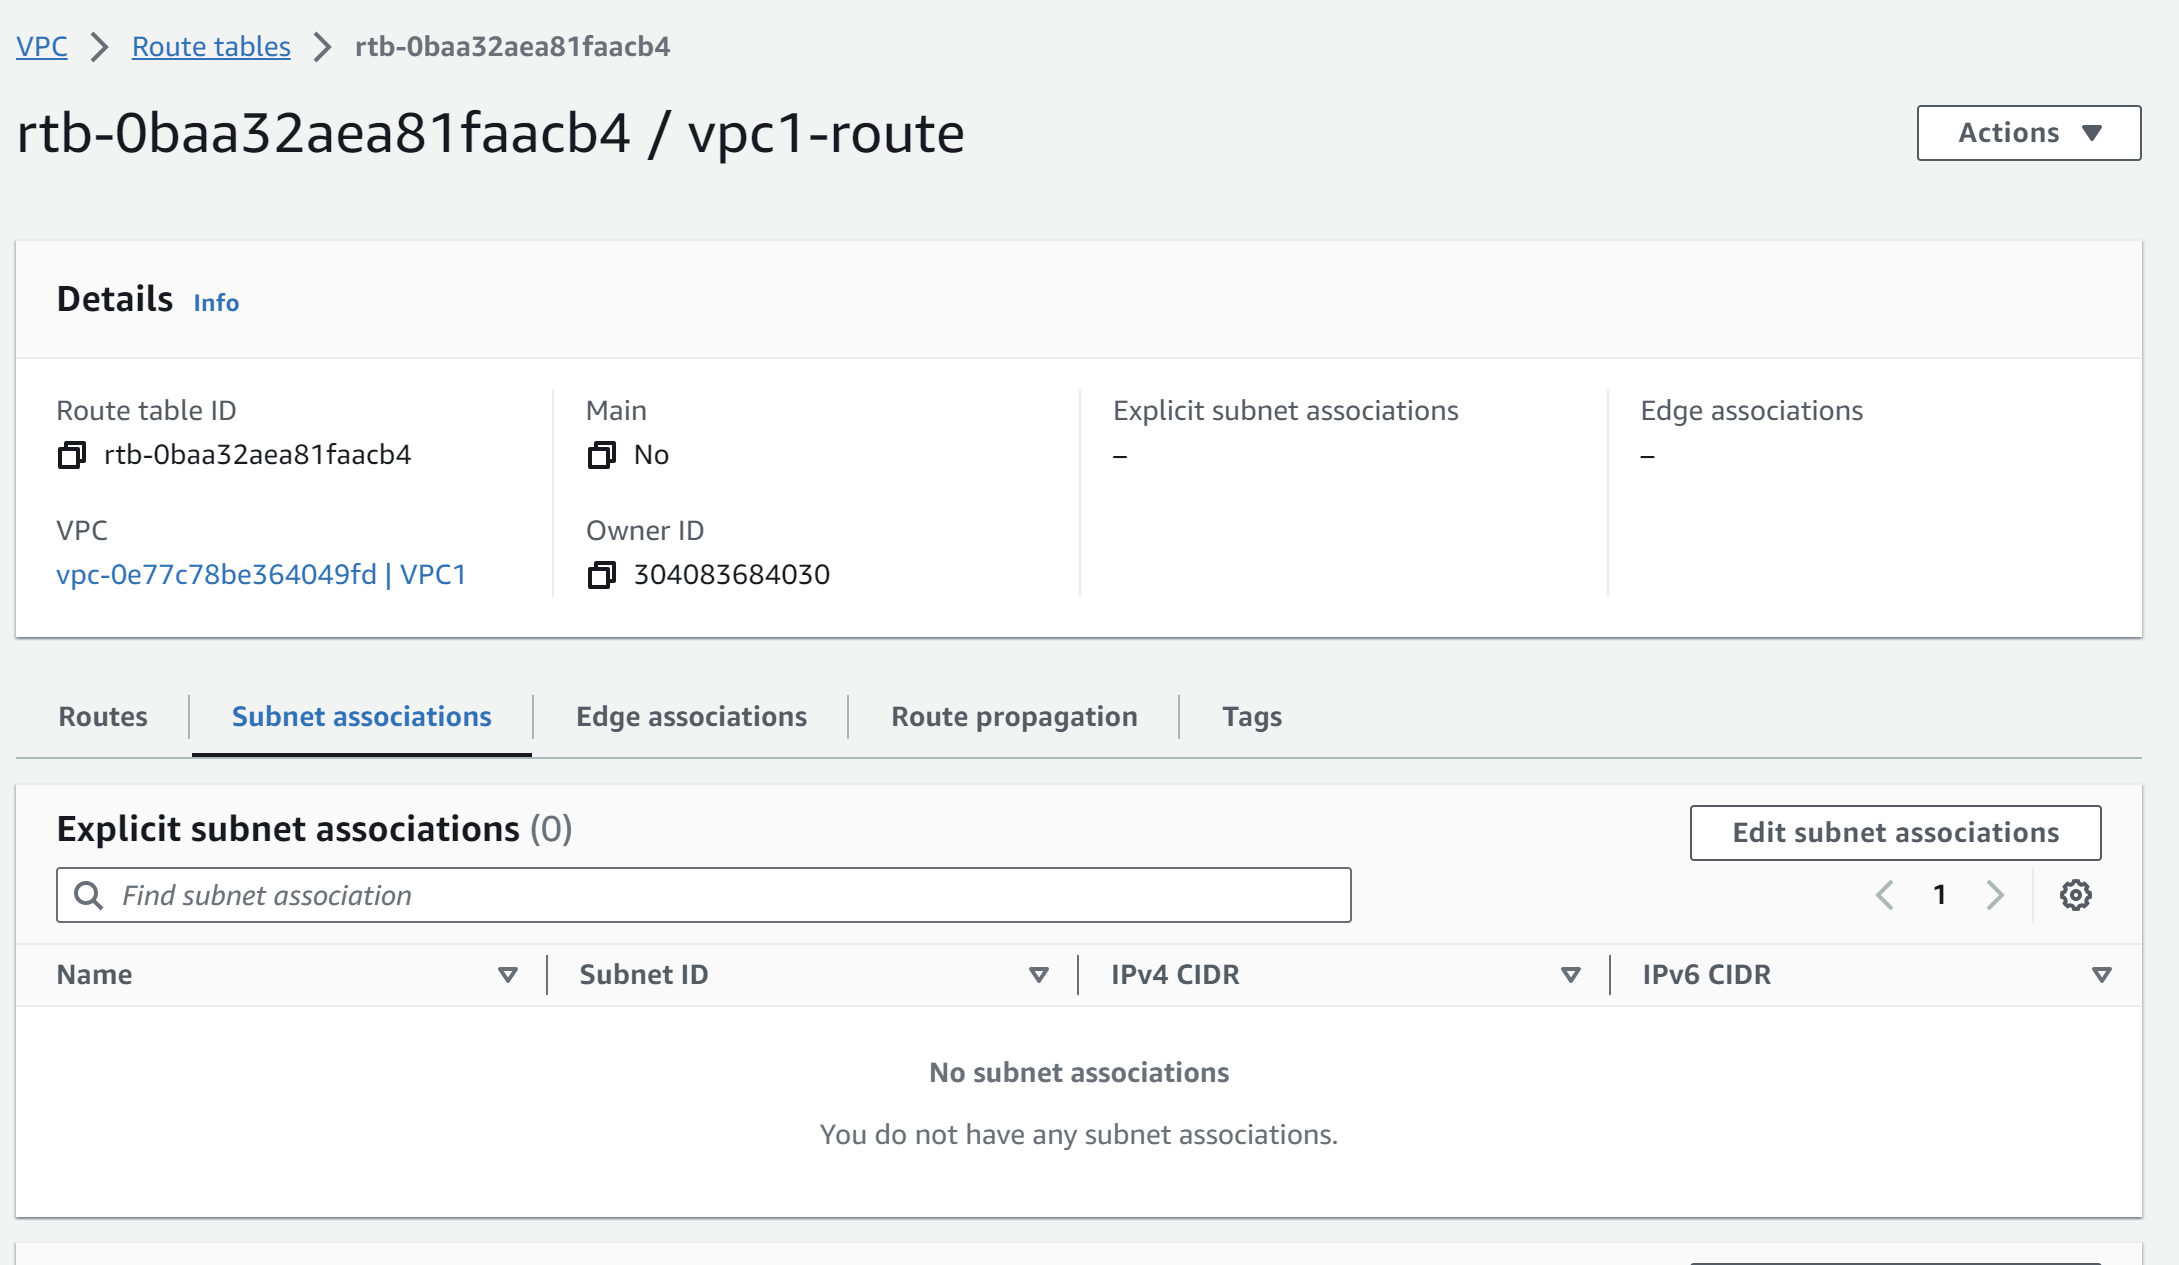 VPC > Route tables > rtb-0baa32aea81faacb4
rtb-0baa32aea81faacb4 / vpc1-route
Actions
Details Info
Route table ID
rtb-0baa32aea81faacb4
Main
No
Explicit subnet associations
–
Edge associations
–
VPC
vpc-0e77c78be364049fd | VPC1
Owner ID
304083684030
Routes
Subnet associations
Edge associations
Route propagation
Tags
Explicit subnet associations (0)
Edit subnet associations
Find subnet association
1
Name
Subnet ID
IPv4 CIDR
IPv6 CIDR
No subnet associations
You do not have any subnet associations.